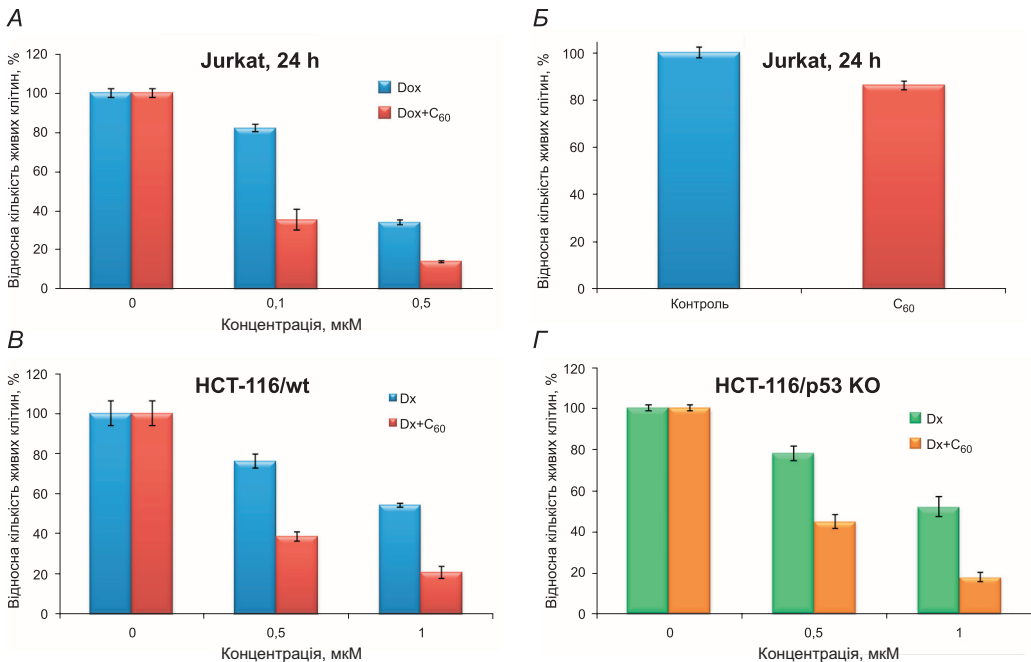 А
Відносна кількість живих клітин, %
120
100
80
60
40
20
0
Jurkat, 24 h
Dox
Dox+C60
0 0,1 0,5
Концентрація, мкМ
Б
Відносна кількість живих клітин, %
100
80
60
40
20
0
Jurkat, 24 h
Контроль C60
В
Відносна кількість живих клітин, %
120
100
80
60
40
20
0
HCT-116/wt
Dx
Dx+C60
0 0,5 1
Концентрація, мкМ
Г
Відносна кількість живих клітин, %
120
100
80
60
40
20
0
HCT-116/p53 KO
Dx
Dx+C60
0 0,5 1
Концентрація, мкМ